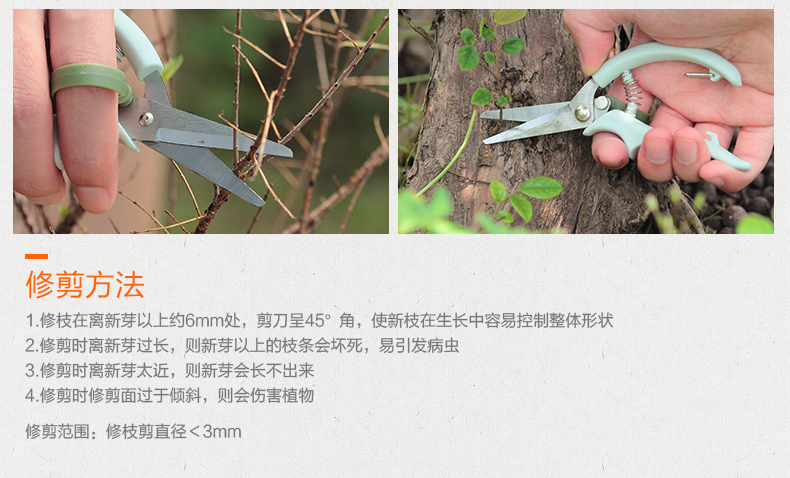 修剪方法
1.修枝在离新芽以上约6mm处，剪刀呈45°角，使新枝在生长中容易控制整体形状
2.修剪时离新芽过长，则新芽以上的枝条会坏死，易引发病虫
3.修剪时离新芽太近，则新芽会长不出来
4.修剪时修剪面过于倾斜，则会伤害植物
修剪范围：修枝剪直径＜3mm